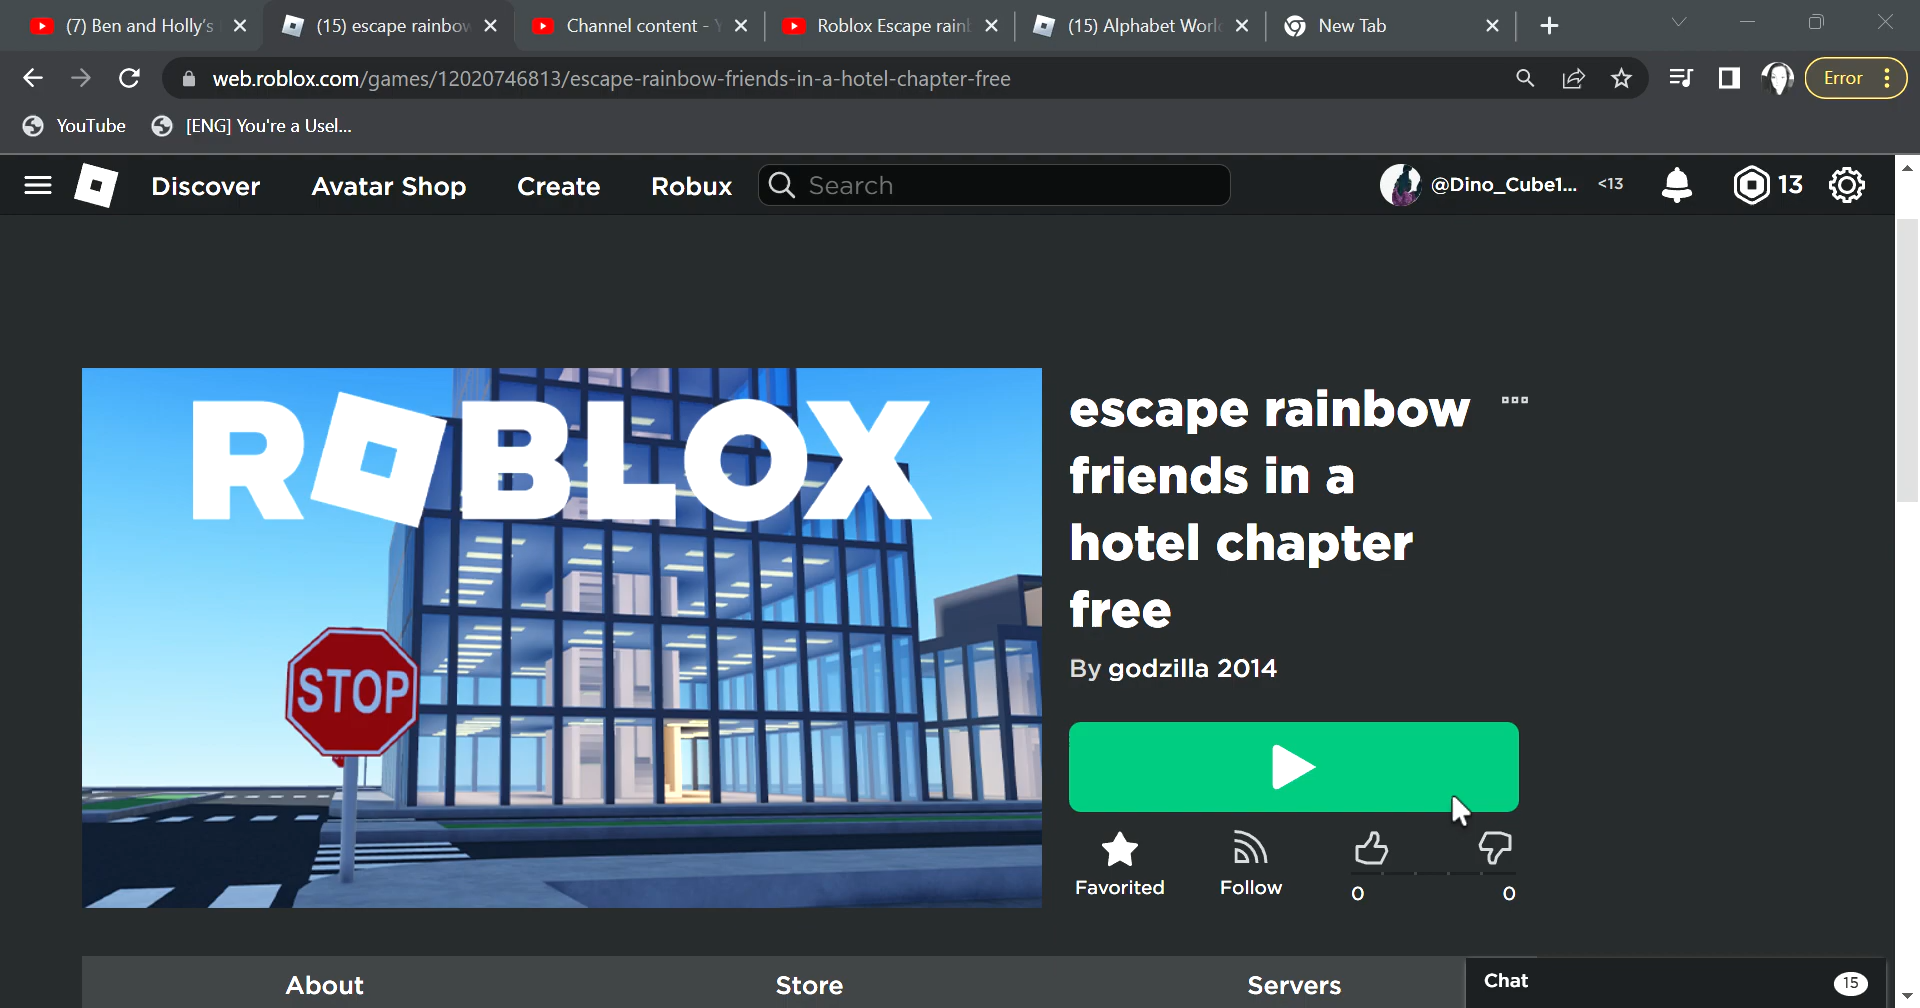 (7) Ben and Holly's
(15) escape rainbow
Channel content -
Roblox Escape rain
(15) Alphabet Worl
New Tab
web.roblox.com/games/12020746813/escape-rainbow-friends-in-a-hotel-chapter-free
Error
YouTube
[ENG] You're a Usel...
Discover
Avatar Shop
Create
Robux
Search
@Dino_Cube1...
<13
13
ROBLOX
STOP
escape rainbow
friends in a
hotel chapter
free
By godzilla 2014
Favorited
Follow
0
0
About
Store
Servers
Chat
15